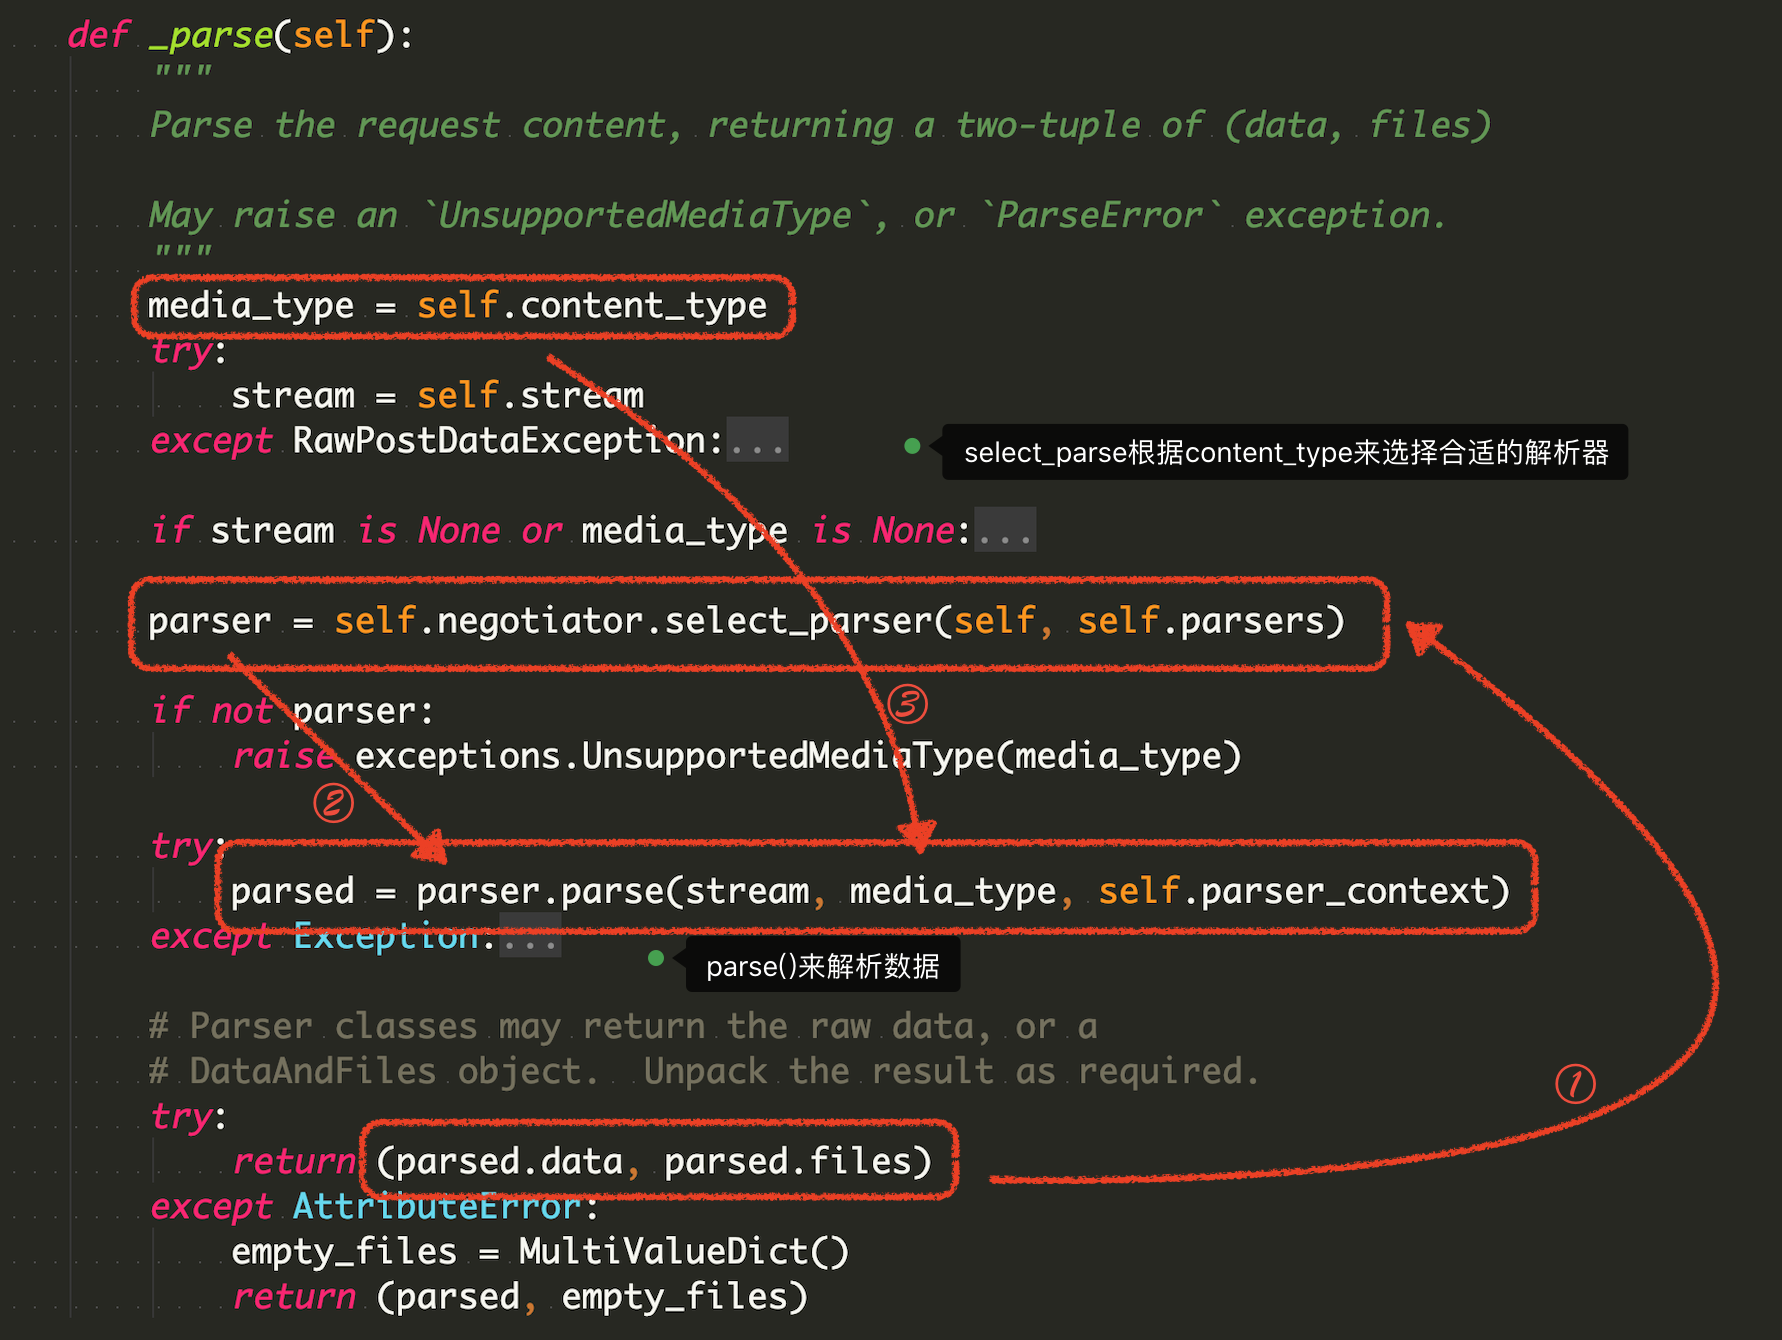 def _parse(self):
"""
Parse the request content, returning a two-tuple of (data, files)
May raise an `UnsupportedMediaType`, or `ParseError` exception.
"""
media_type = self.content_type
try:
stream = self.stream
except RawPostDataException:...
select_parse根据content_type来选择合适的解析器
if stream is None or media_type is None:...
parser = self.negotiator.select_parser(self, self.parsers)
③
if not parser:
raise exceptions.UnsupportedMediaType(media_type)
②
try:
parsed = parser.parse(stream, media_type, self.parser_context)
except Exception:...
parse()来解析数据
# Parser classes may return the raw data, or a
# DataAndFiles object.  Unpack the result as required.
①
try:
return (parsed.data, parsed.files)
except AttributeError:
empty_files = MultiValueDict()
return (parsed, empty_files)